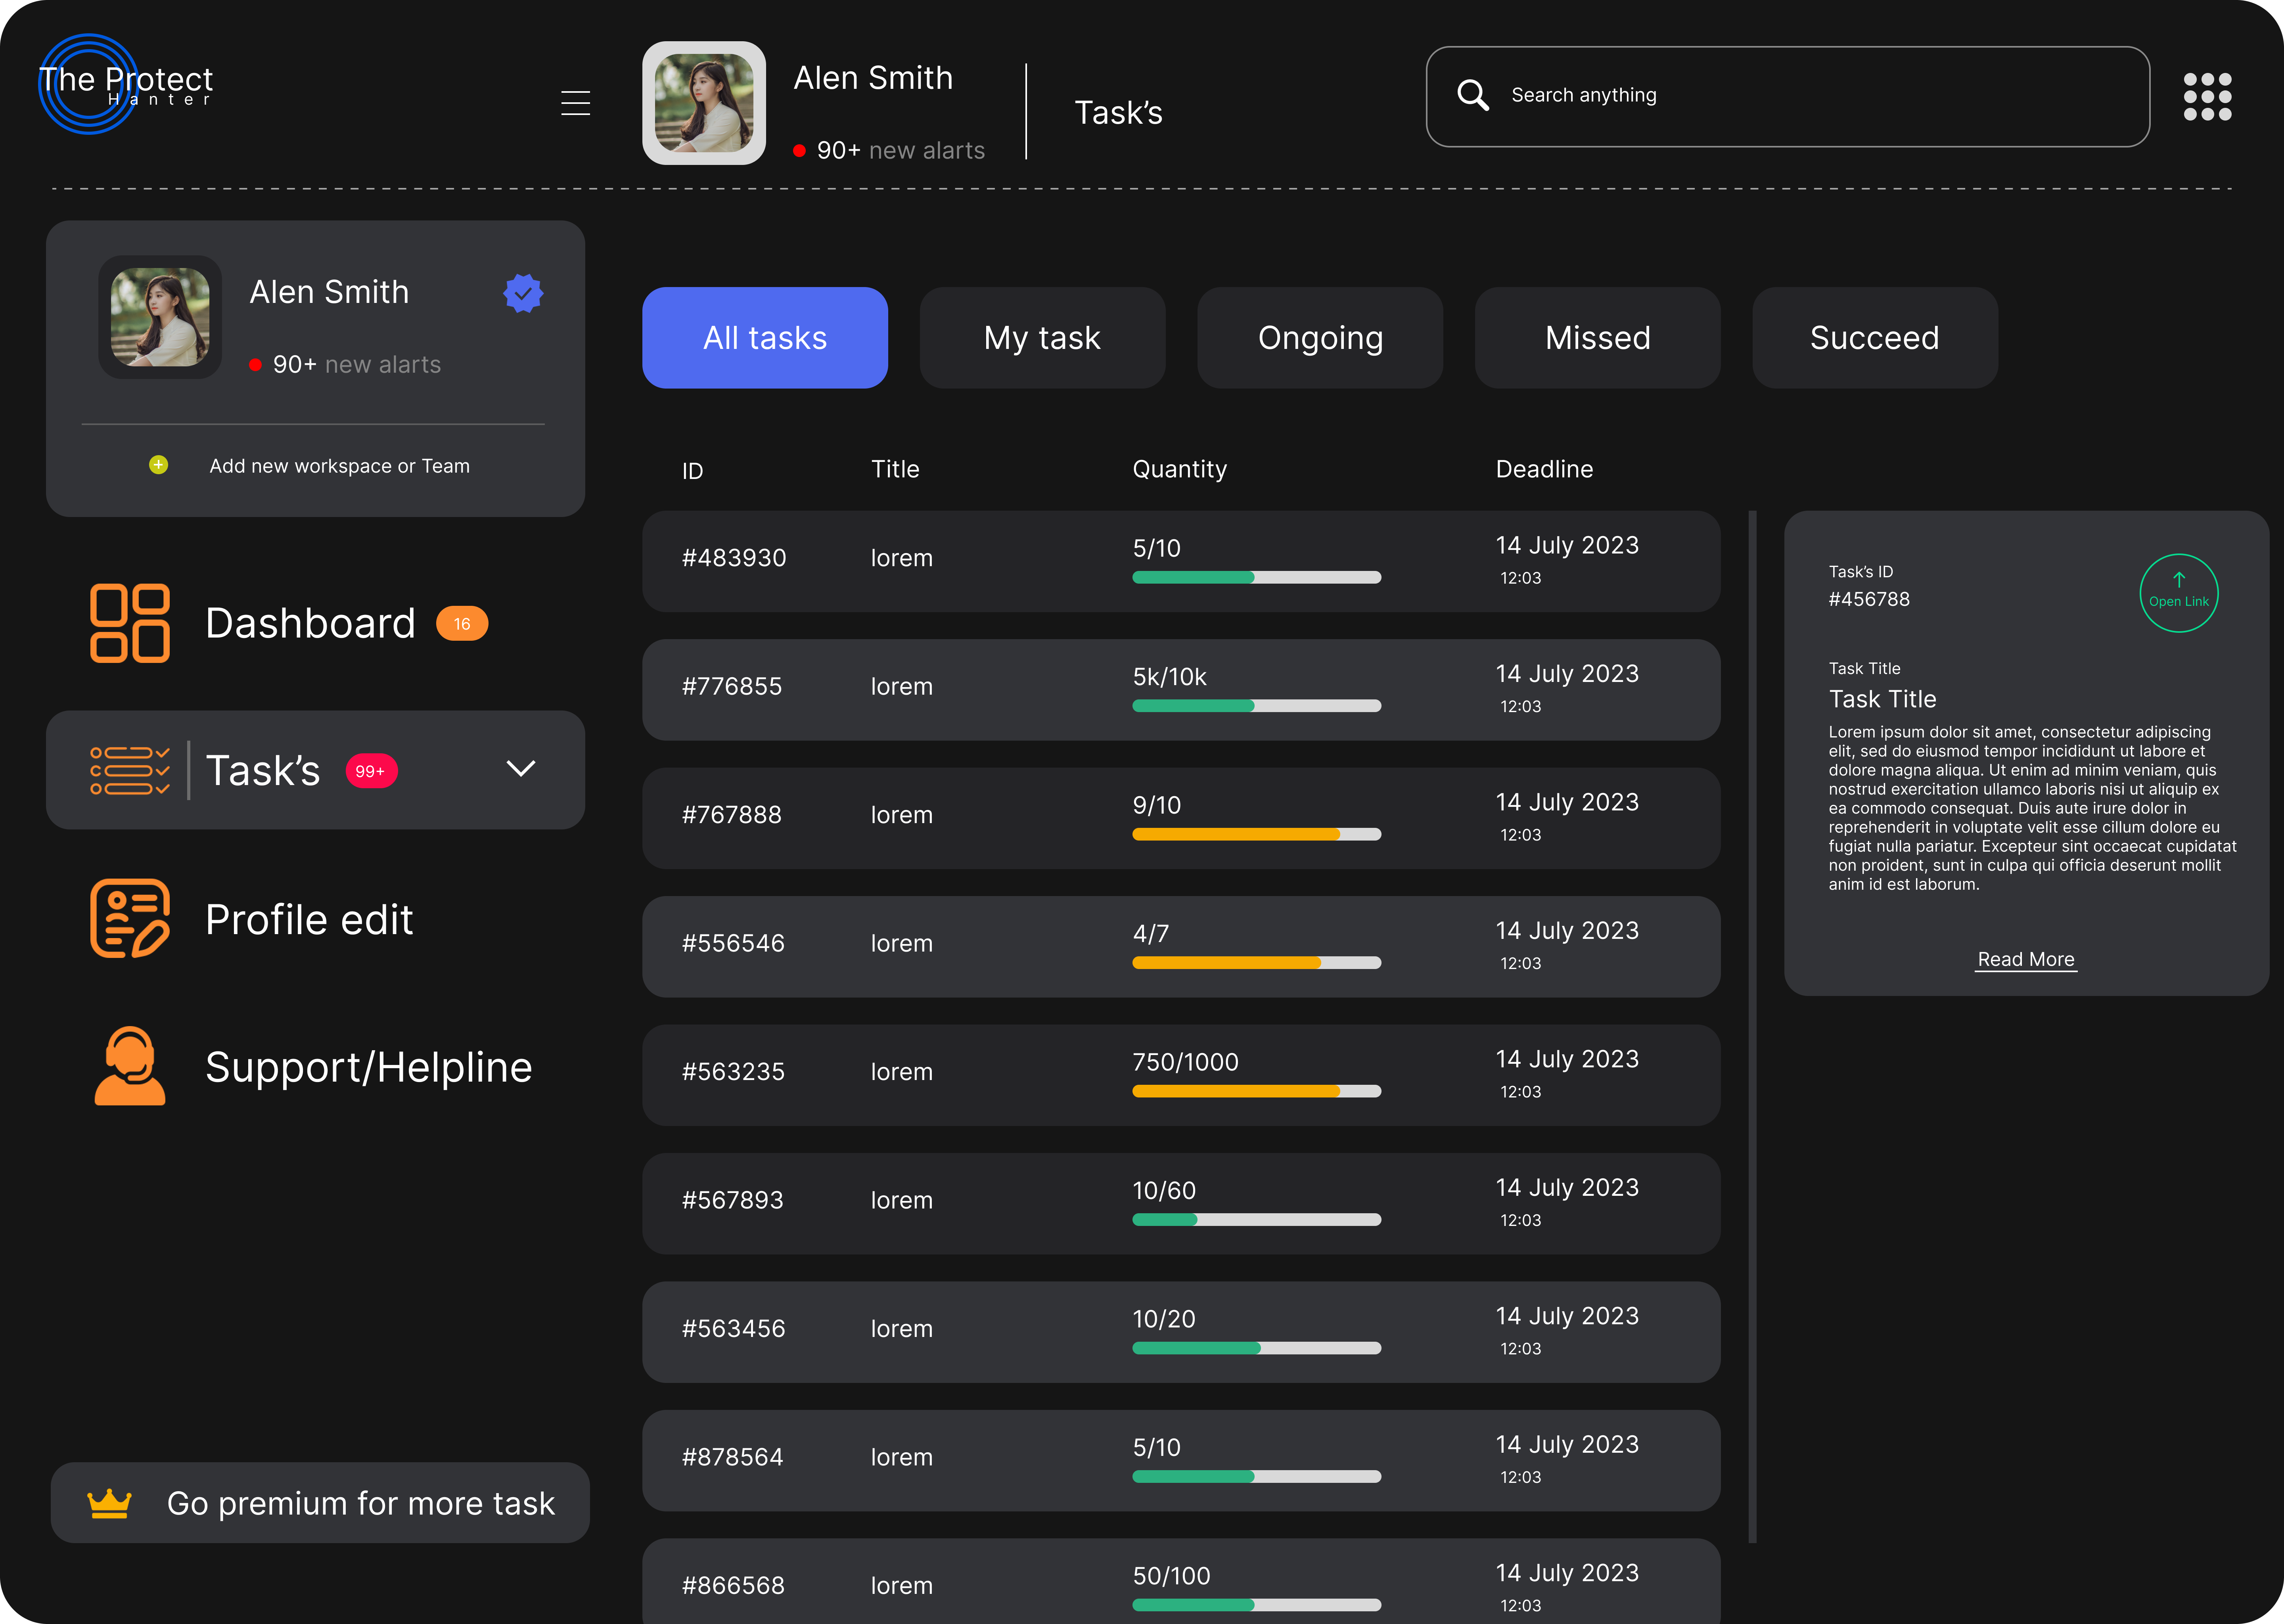 The Protect
Hanter
Alen Smith
90+ new alarts
Task’s
Search anything
Alen Smith
90+ new alarts
Add new workspace or Team
Dashboard 16
Task’s 99+
Profile edit
Support/Helpline
Go premium for more task
All tasks
My task
Ongoing
Missed
Succeed
ID Title Quantity Deadline
#483930 lorem 5/10 14 July 2023
12:03
#776855 lorem 5k/10k 14 July 2023
12:03
#767888 lorem 9/10 14 July 2023
12:03
#556546 lorem 4/7 14 July 2023
12:03
#563235 lorem 750/1000 14 July 2023
12:03
#567893 lorem 10/60 14 July 2023
12:03
#563456 lorem 10/20 14 July 2023
12:03
#878564 lorem 5/10 14 July 2023
12:03
#866568 lorem 50/100 14 July 2023
12:03
Task’s ID
#456788
Open Link
Task Title
Task Title
Lorem ipsum dolor sit amet, consectetur adipiscing
elit, sed do eiusmod tempor incididunt ut labore et
dolore magna aliqua. Ut enim ad minim veniam, quis
nostrud exercitation ullamco laboris nisi ut aliquip ex
ea commodo consequat. Duis aute irure dolor in
reprehenderit in voluptate velit esse cillum dolore eu
fugiat nulla pariatur. Excepteur sint occaecat cupidatat
non proident, sunt in culpa qui officia deserunt mollit
anim id est laborum.
Read More